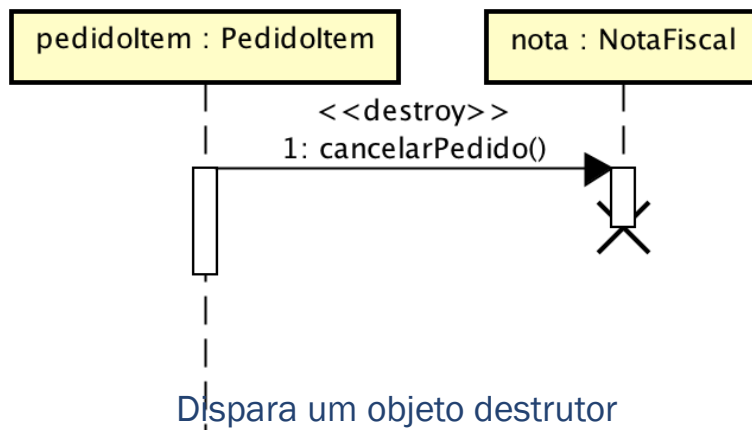 pedidoItem : PedidoItem
nota : NotaFiscal
<<destroy>>
1: cancelarPedido()
Dispara um objeto destrutor